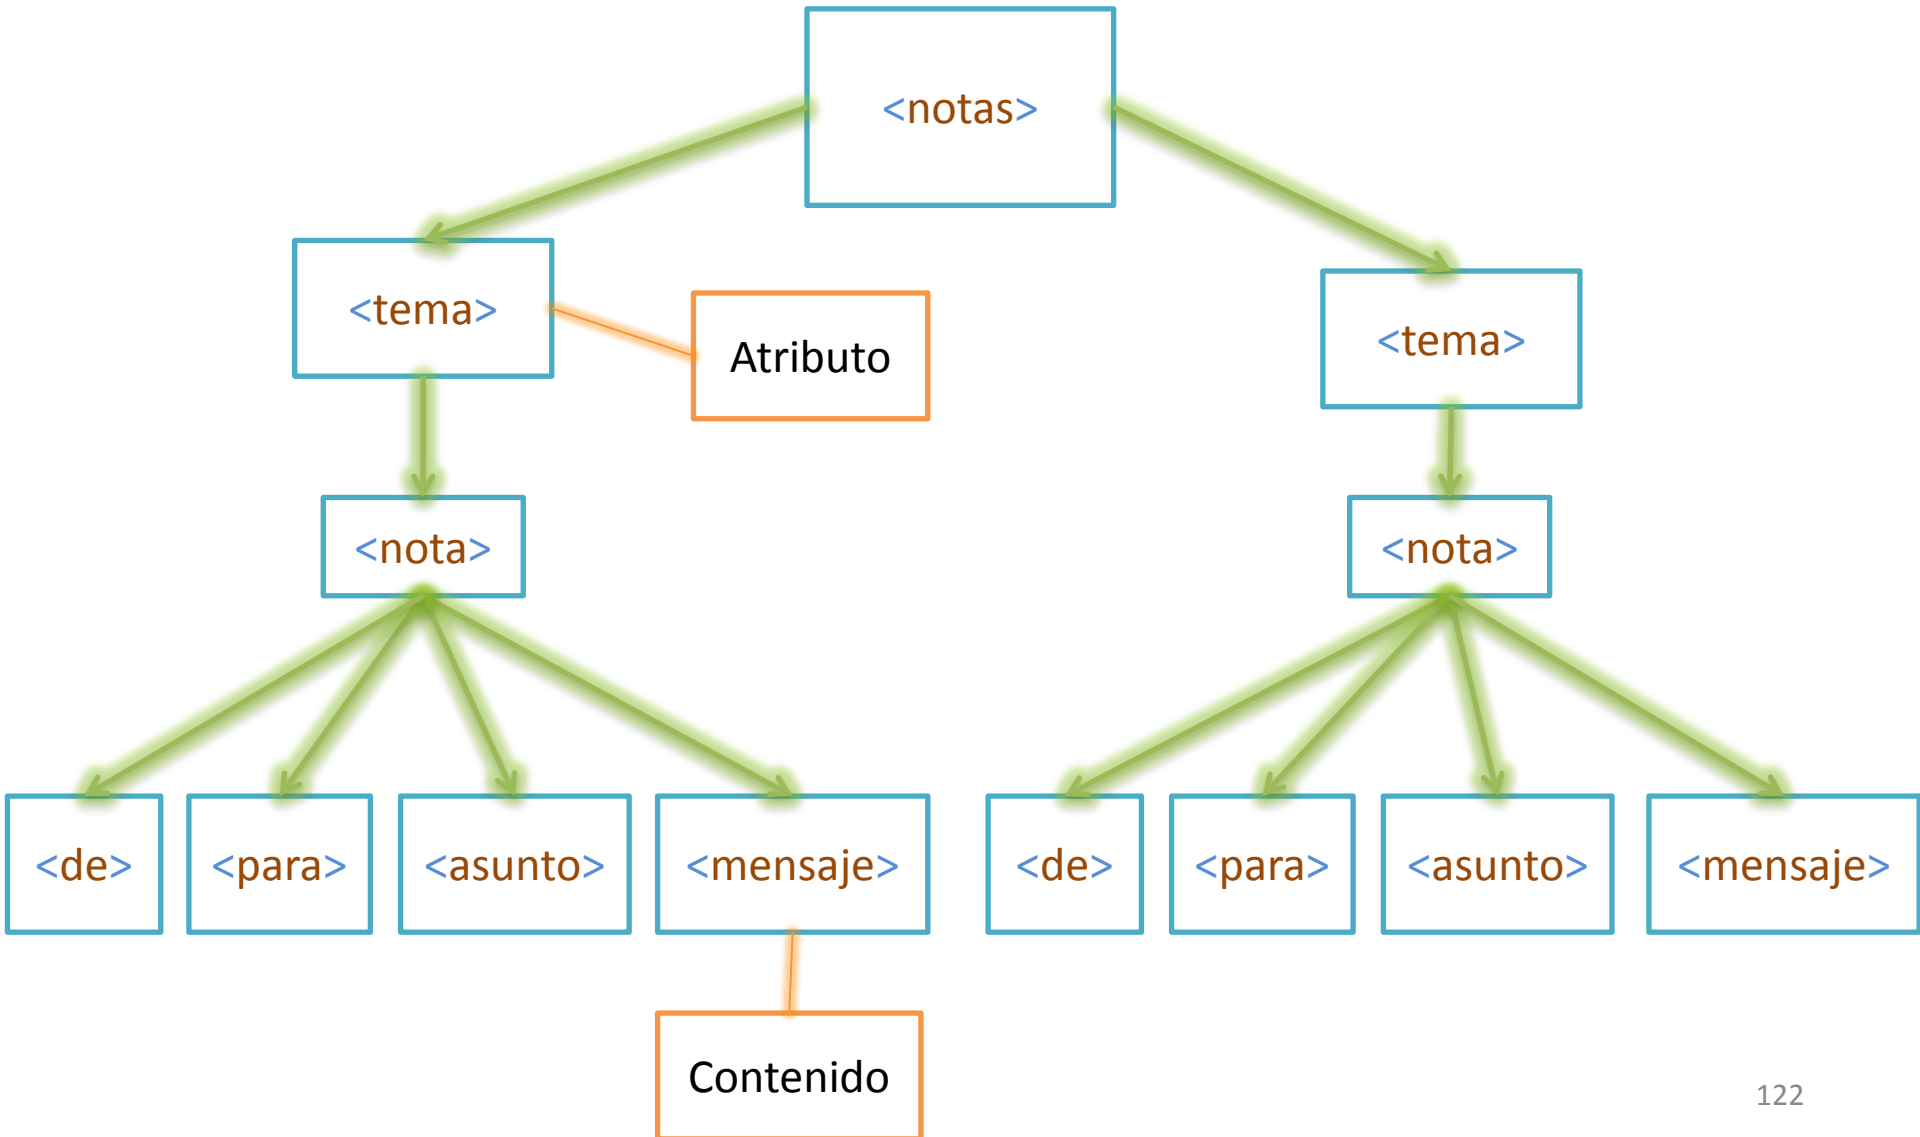 <notas>
<tema>
Atributo
<tema>
<nota>
<nota>
<de>
<para>
<asunto>
<mensaje>
<de>
<para>
<asunto>
<mensaje>
Contenido
122